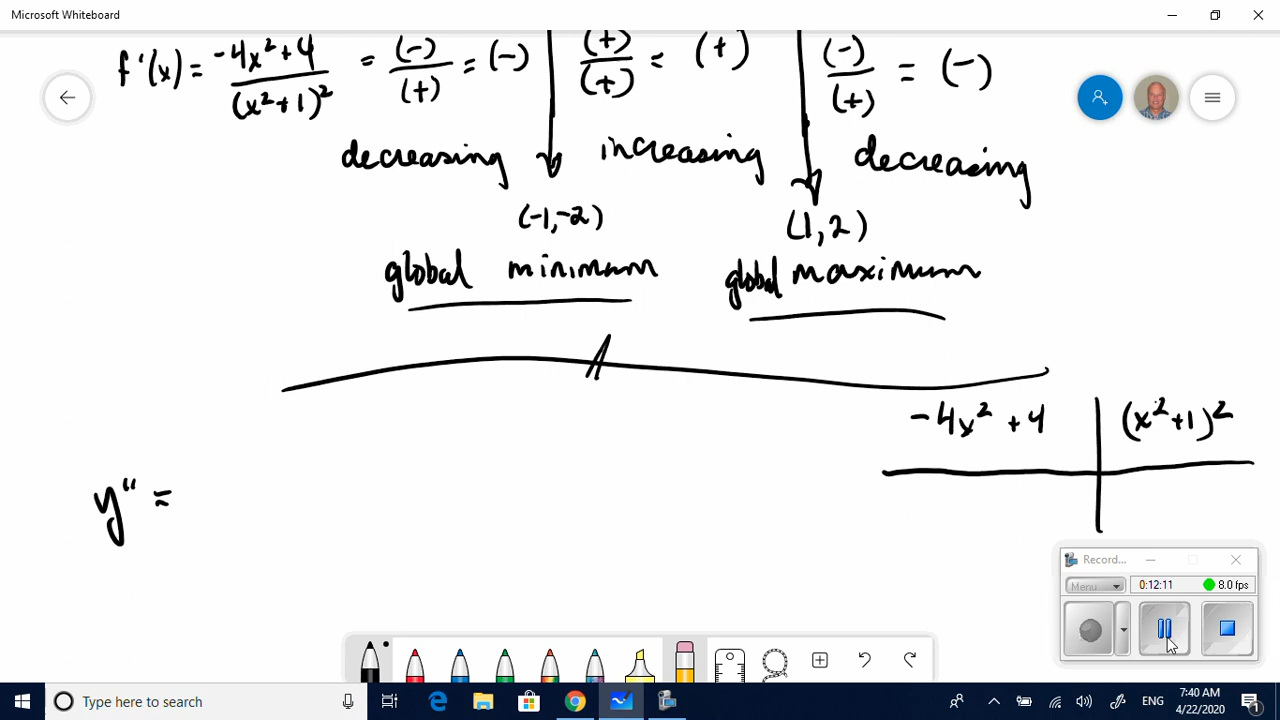 Microsoft Whiteboard
f'(x) = -4x²+4 / (x²+1)² = (-)/(+) = (-) (+)/(+) = (+) (-)/(+) = (-)
decreasing increasing decreasing
(-1,-2) (1,2)
global minimum global maximum
-4x²+4 (x²+1)²
y" =
Record...
Menu 0:12:11 8.0 fps
Type here to search
ENG
7:40 AM
4/22/2020
1